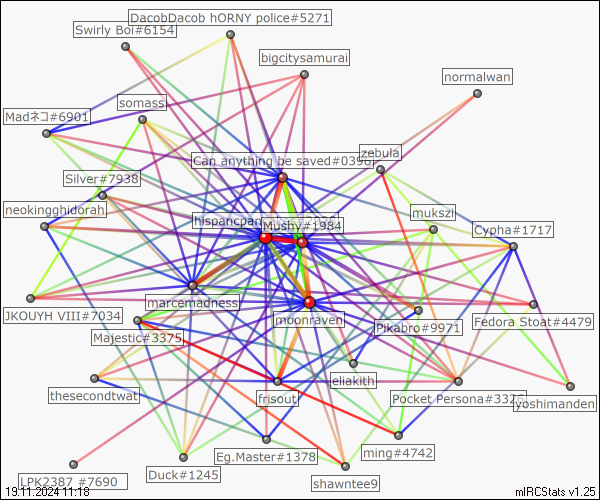 DacobDacob hORNY police#5271
Swirly Boi#6154
bigcitysamurai
normalwan
somass
Madネコ#6901
zebula
Can anything be saved#0396
Silver#7938
neokingghidorah
mukszi
Mushy#1984
Cypha#1717
marcemadness
JKOUYH VIII#7034
moonraven
Pikabro#9971
Fedora Stoat#4479
Majestic#3375
eliakith
thesecondtwat
frisout
Pocket Persona#3326
lyoshimanden
Eg.Master#1378
ming#4742
Duck#1245
LPK2387 #7690
shawntee9
19.11.2024 11:18
mIRCStats v1.25